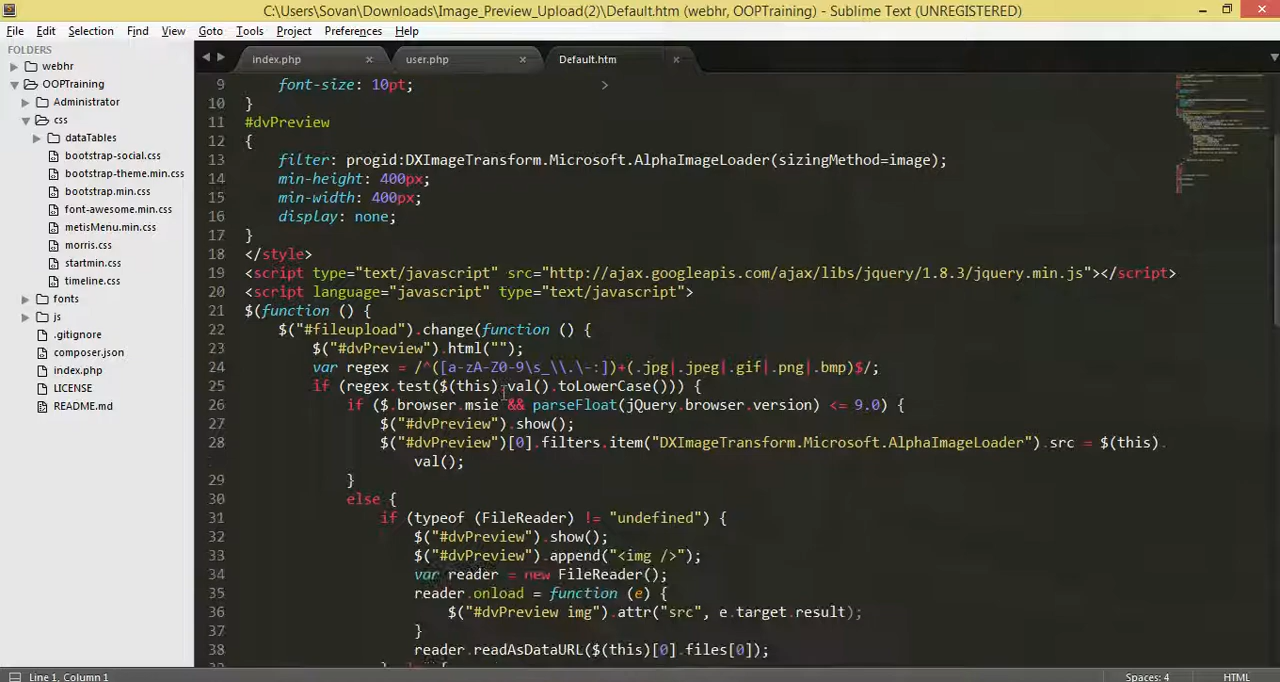 C:\Users\Sovan\Downloads\Image_Preview_Upload(2)\Default.htm (webhr, OOPTraining) - Sublime Text (UNREGISTERED)
File Edit Selection Find View Goto Tools Project Preferences Help
FOLDERS
webhr
OOPTraining
Administrator
css
dataTables
bootstrap-social.css
bootstrap-theme.min.css
bootstrap.min.css
font-awesome.min.css
metisMenu.min.css
morris.css
startmin.css
timeline.css
fonts
js
.gitignore
composer.json
index.php
LICENSE
README.md
index.php × user.php × Default.htm ×
9 font-size: 10pt; >
10 }
11 #dvPreview
12 {
13 filter: progid:DXImageTransform.Microsoft.AlphaImageLoader(sizingMethod=image);
14 min-height: 400px;
15 min-width: 400px;
16 display: none;
17 }
18 </style>
19 <script type="text/javascript" src="http://ajax.googleapis.com/ajax/libs/jquery/1.8.3/jquery.min.js"></script>
20 <script language="javascript" type="text/javascript">
21 $(function () {
22 $("#fileupload").change(function () {
23 $("#dvPreview").html("");
24 var regex = /^([a-zA-Z0-9\s_\\.\-:])+(.jpg|.jpeg|.gif|.png|.bmp)$/;
25 if (regex.test($(this).val().toLowerCase())) {
26 if ($.browser.msie && parseFloat(jQuery.browser.version) <= 9.0) {
27 $("#dvPreview").show();
28 $("#dvPreview")[0].filters.item("DXImageTransform.Microsoft.AlphaImageLoader").src = $(this).
val();
29 }
30 else {
31 if (typeof (FileReader) != "undefined") {
32 $("#dvPreview").show();
33 $("#dvPreview").append("<img />");
34 var reader = new FileReader();
35 reader.onload = function (e) {
36 $("#dvPreview img").attr("src", e.target.result);
37 }
38 reader.readAsDataURL($(this)[0].files[0]);
Line 1, Column 1 Spaces: 4 HTML